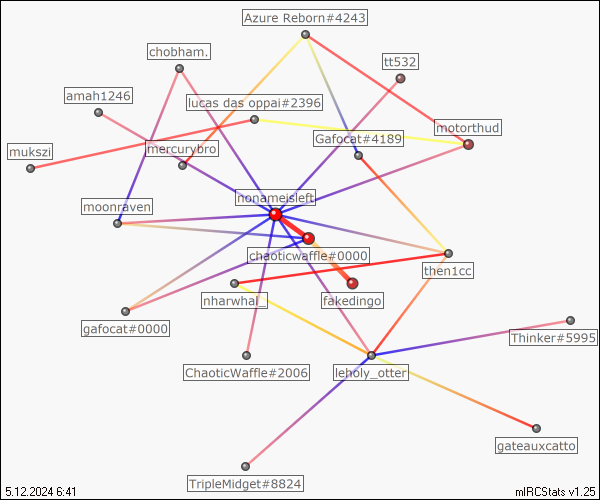 Azure Reborn#4243
chobham.
tt532
amah1246
lucas das oppai#2396
motorthud
Gafocat#4189
mukszi
mercurybro
nonameisleft
moonraven
chaoticwaffle#0000
then1cc
nharwhal_
fakedingo
gafocat#0000
Thinker#5995
ChaoticWaffle#2006
leholy_otter
gateauxcatto
TripleMidget#8824
5.12.2024 6:41
mIRCStats v1.25